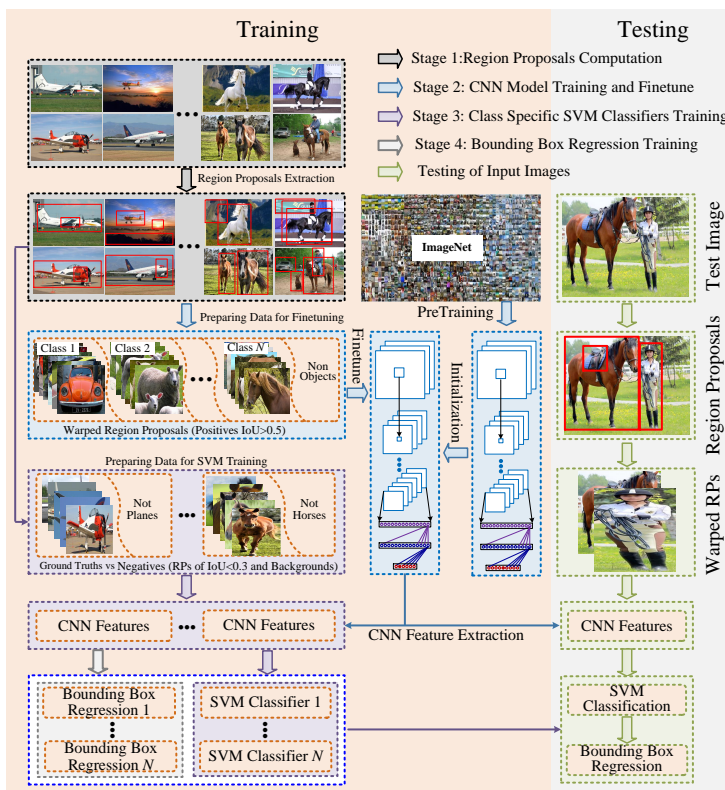 Training
Testing
Stage 1:Region Proposals Computation
Stage 2: CNN Model Training and Finetune
Stage 3: Class Specific SVM Classifiers Training
Stage 4: Bounding Box Regression Training
Testing of Input Images
Region Proposals Extraction
ImageNet
Test Image
PreTraining
Preparing Data for Finetuning
Class 1
Class 2
Class N
Non
Objects
Warped Region Proposals (Positives IoU>0.5)
Finetune
Initialization
Region Proposals
Preparing Data for SVM Training
Not
Planes
Not
Horses
Ground Truths vs Negatives (RPs of IoU<0.3 and Backgrounds)
Warped RPs
CNN Features
CNN Features
CNN Feature Extraction
CNN Features
Bounding Box
Regression 1
Bounding Box
Regression N
SVM Classifier 1
SVM Classifier N
SVM
Classification
Bounding Box
Regression